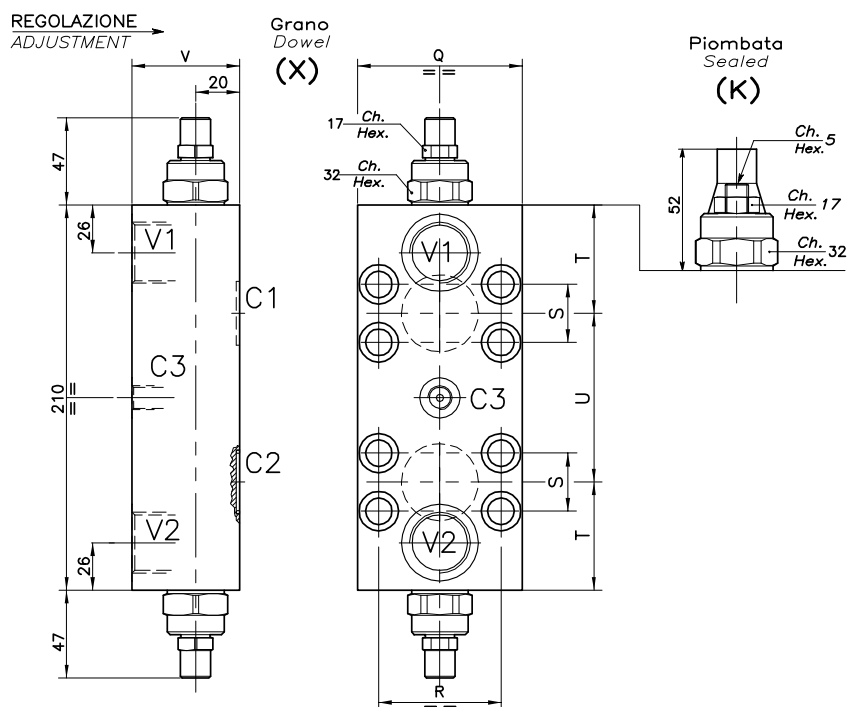 REGOLAZIONE
ADJUSTMENT
Grano
Dowel
(X)
Piombata
Sealed
(K)
V
20
Q
=  =
17 Ch. Hex.
32 Ch. Hex.
Ch. Hex. 5
Ch. Hex. 17
Ch. Hex. 32
52
47
26
V1
C1
C3
210
=  =
C2
V2
26
47
V1
T
S
C3
U
S
V2
T
R
=  =